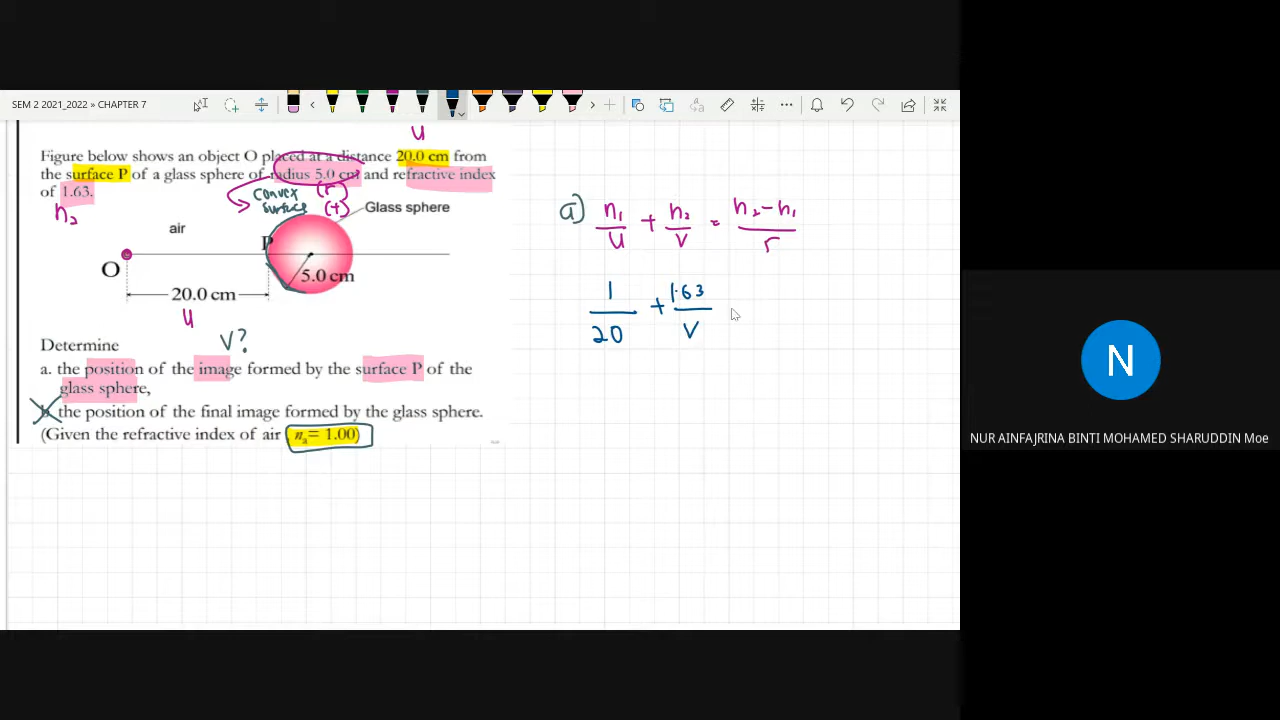 SEM 2 2021_2022 » CHAPTER 7
u
Figure below shows an object O placed at a distance 20.0 cm from
the surface P of a glass sphere of radius 5.0 cm and refractive index
of 1.63.
n₂
Convex
surface
(r)
(+)
Glass sphere
air
P
O
5.0 cm
20.0 cm
u
v?
Determine
a. the position of the image formed by the surface P of the
glass sphere,
b. the position of the final image formed by the glass sphere.
(Given the refractive index of air nₐ = 1.00)
a) n₁/u + n₂/v = n₂ - n₁/r
1/20 + 1.63/v
N
NUR AINFAJRINA BINTI MOHAMED SHARUDDIN Moe